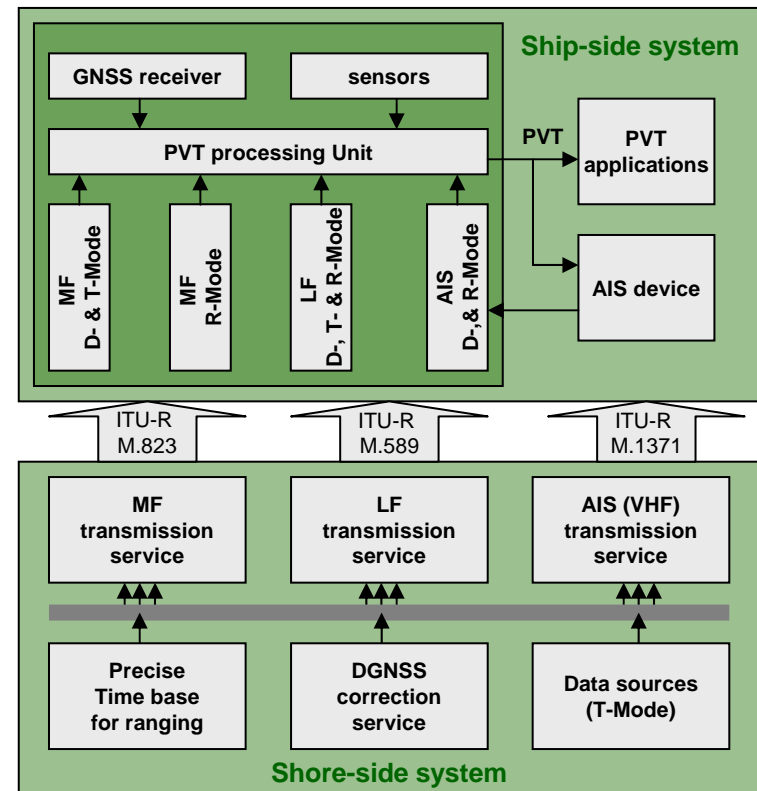 Ship-side system
GNSS receiver
sensors
PVT processing Unit
PVT
PVT
applications
MF
D- & T-Mode
MF
R-Mode
LF
D-, T- & R-Mode
AIS
D-,& R-Mode
AIS device
ITU-R
M.823
ITU-R
M.589
ITU-R
M.1371
MF
transmission
service
LF
transmission
service
AIS (VHF)
transmission
service
Precise
Time base
for ranging
DGNSS
correction
service
Data sources
(T-Mode)
Shore-side system